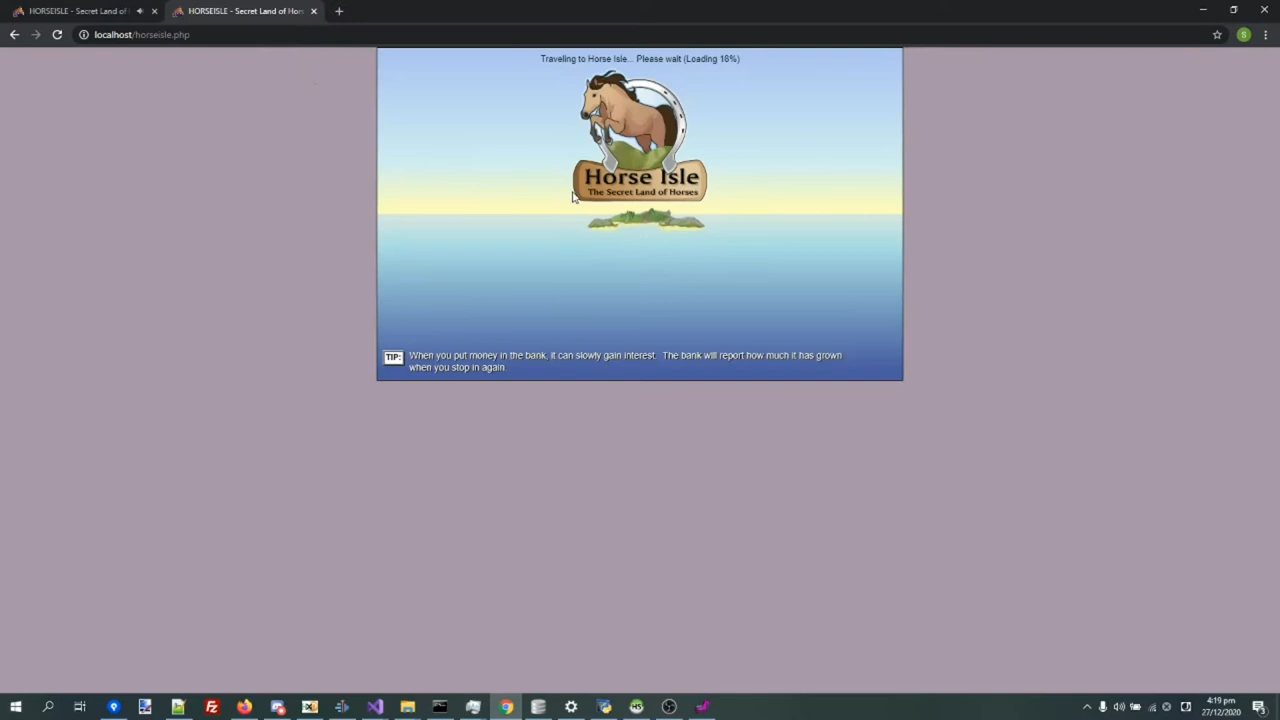 HORSEISLE - Secret Land of
HORSEISLE - Secret Land of Hors
localhost/horseisle.php
S
Traveling to Horse Isle... Please wait (Loading 18%)
Horse Isle
The Secret Land of Horses
TIP:
When you put money in the bank, it can slowly gain interest. The bank will report how much it has grown
when you stop in again.
4:19 pm
27/12/2020